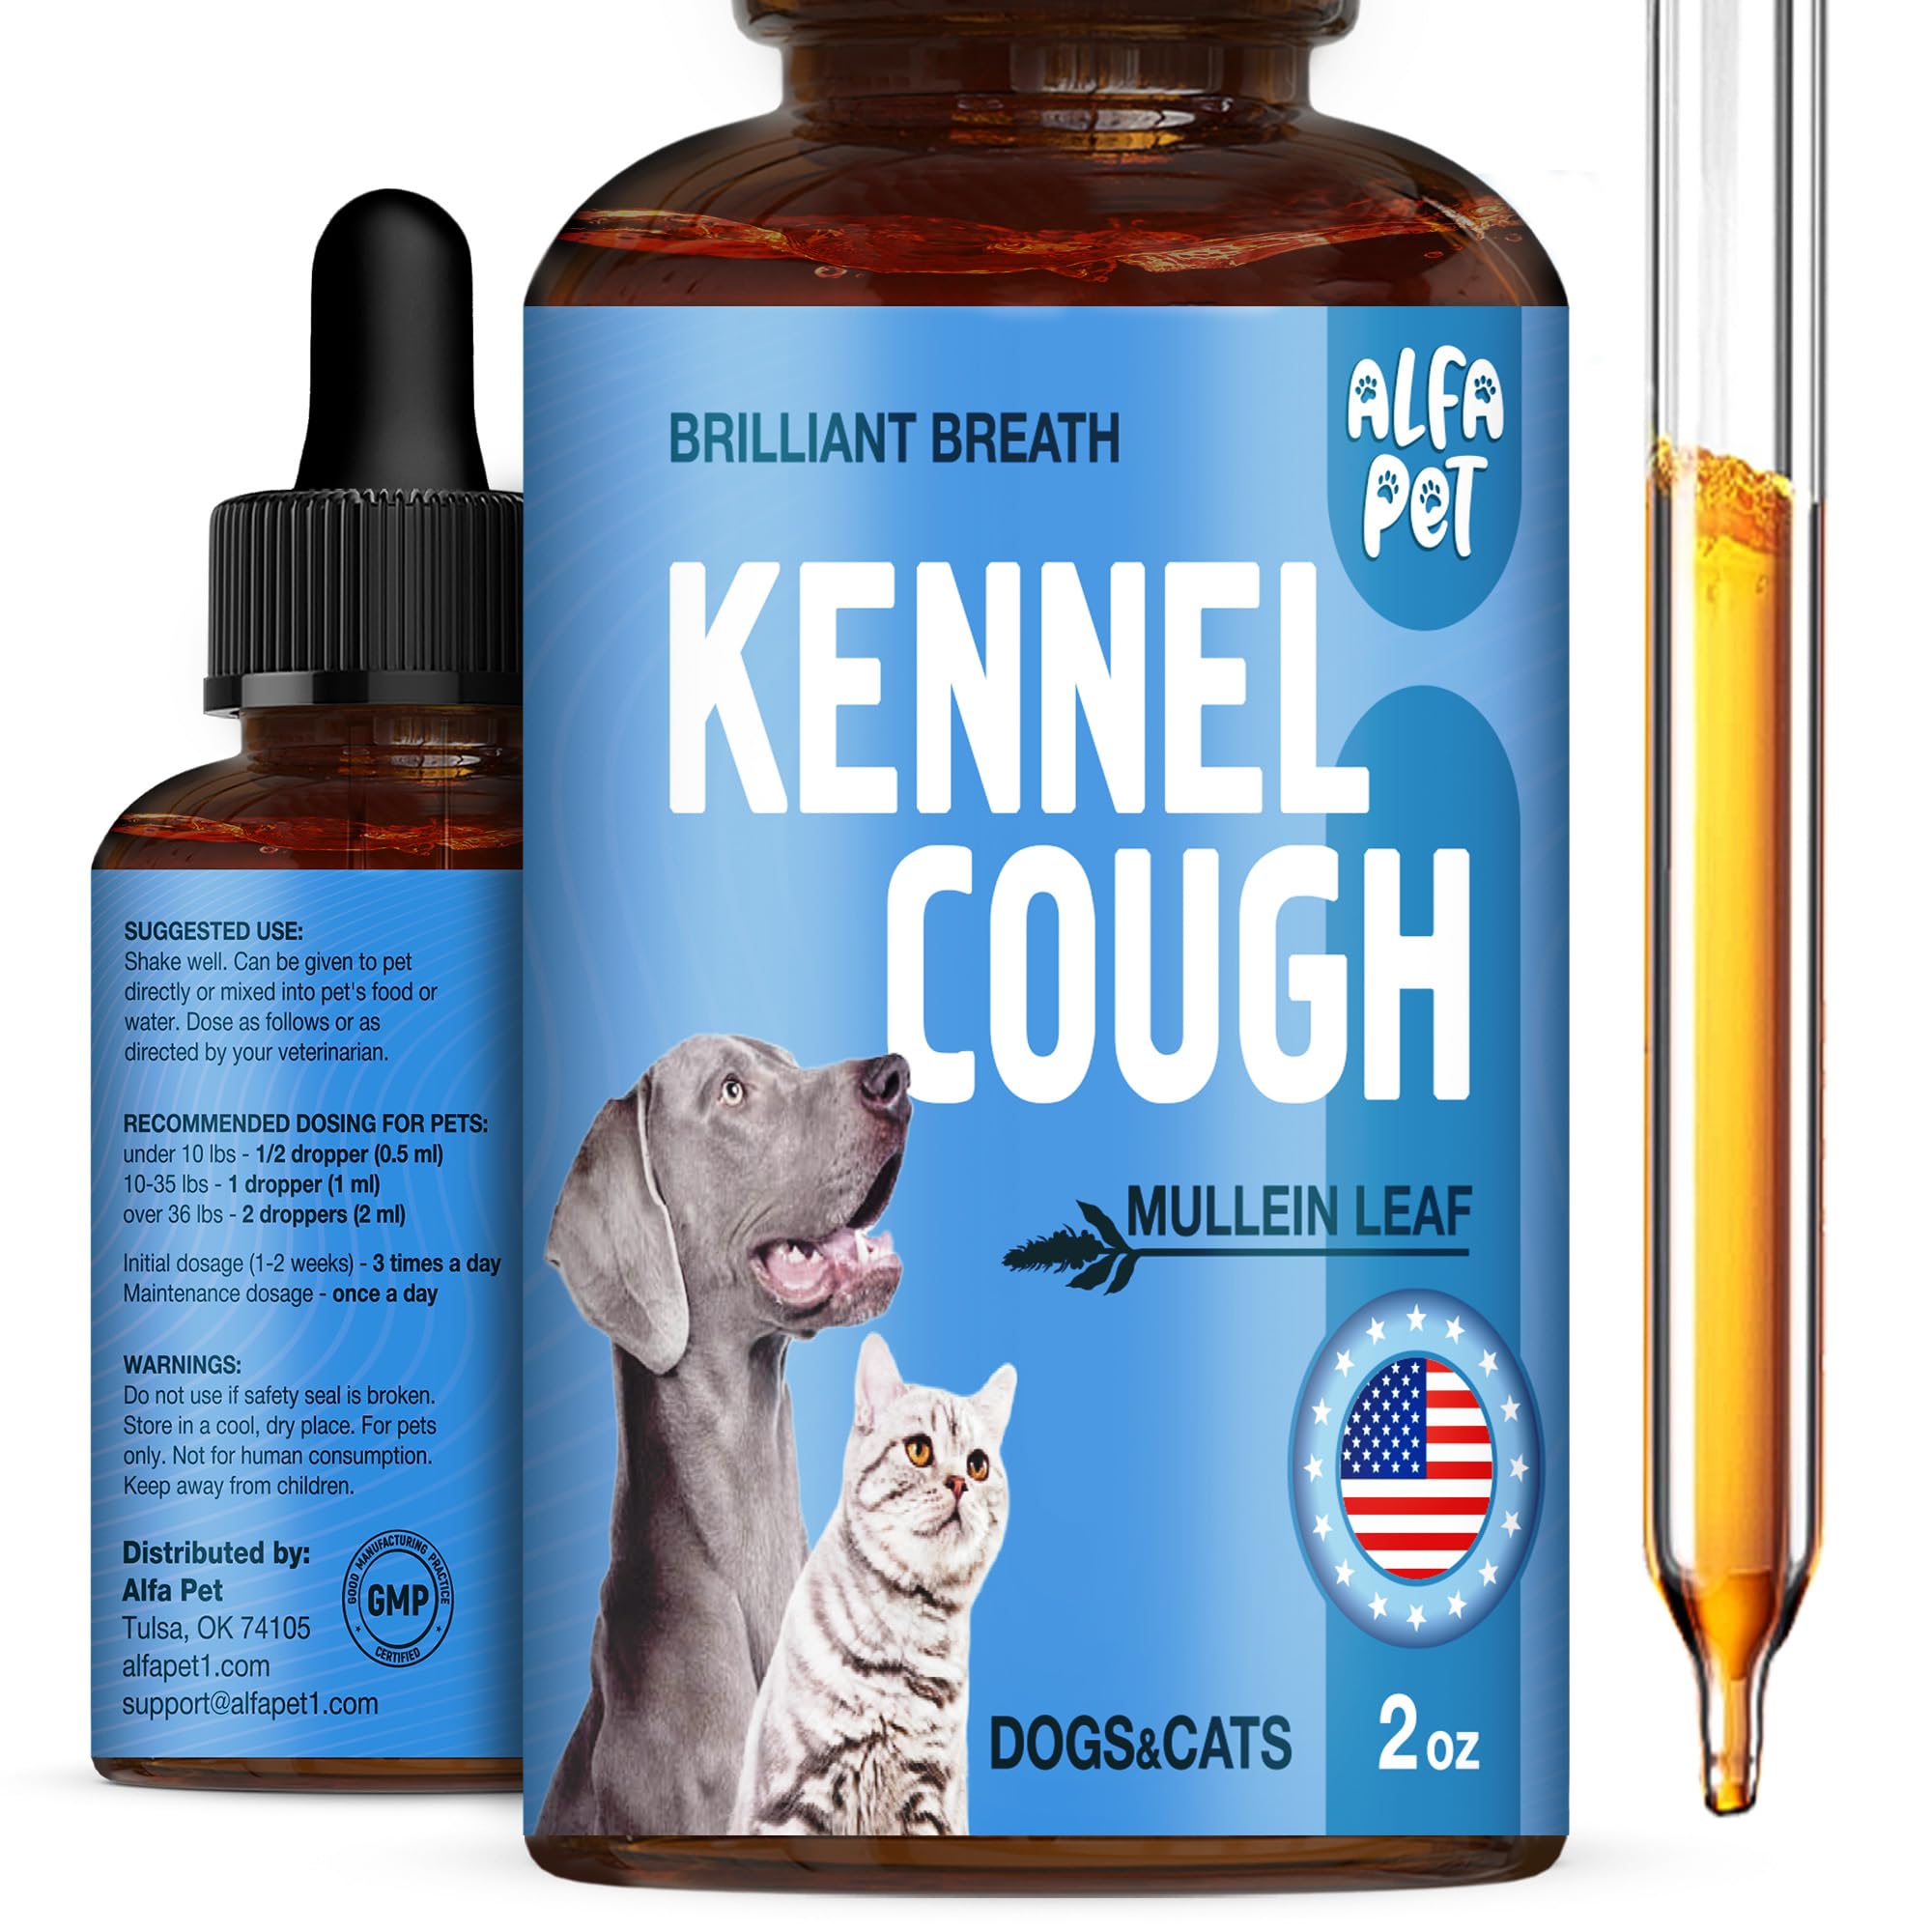 BRILLIANT BREATH
ALFA
PeT
KENNEL
COUGH
MULLEIN LEAF
DOGS&CATS
2 oz
SUGGESTED USE:
Shake well. Can be given to pet
directly or mixed into pet's food or
water. Dose as follows or as
directed by your veterinarian.
RECOMMENDED DOSING FOR PETS:
under 10 lbs - 1/2 dropper (0.5 ml)
10-35 lbs - 1 dropper (1 ml)
over 36 lbs - 2 droppers (2 ml)
Initial dosage (1-2 weeks) - 3 times a day
Maintenance dosage - once a day
WARNINGS:
Do not use if safety seal is broken.
Store in a cool, dry place. For pets
only. Not for human consumption.
Keep away from children.
Distributed by:
Alfa Pet
Tulsa, OK 74105
alfapet1.com
support@alfapet1.com
GOOD MANUFACTURING PRACTICE
GMP
CERTIFIED